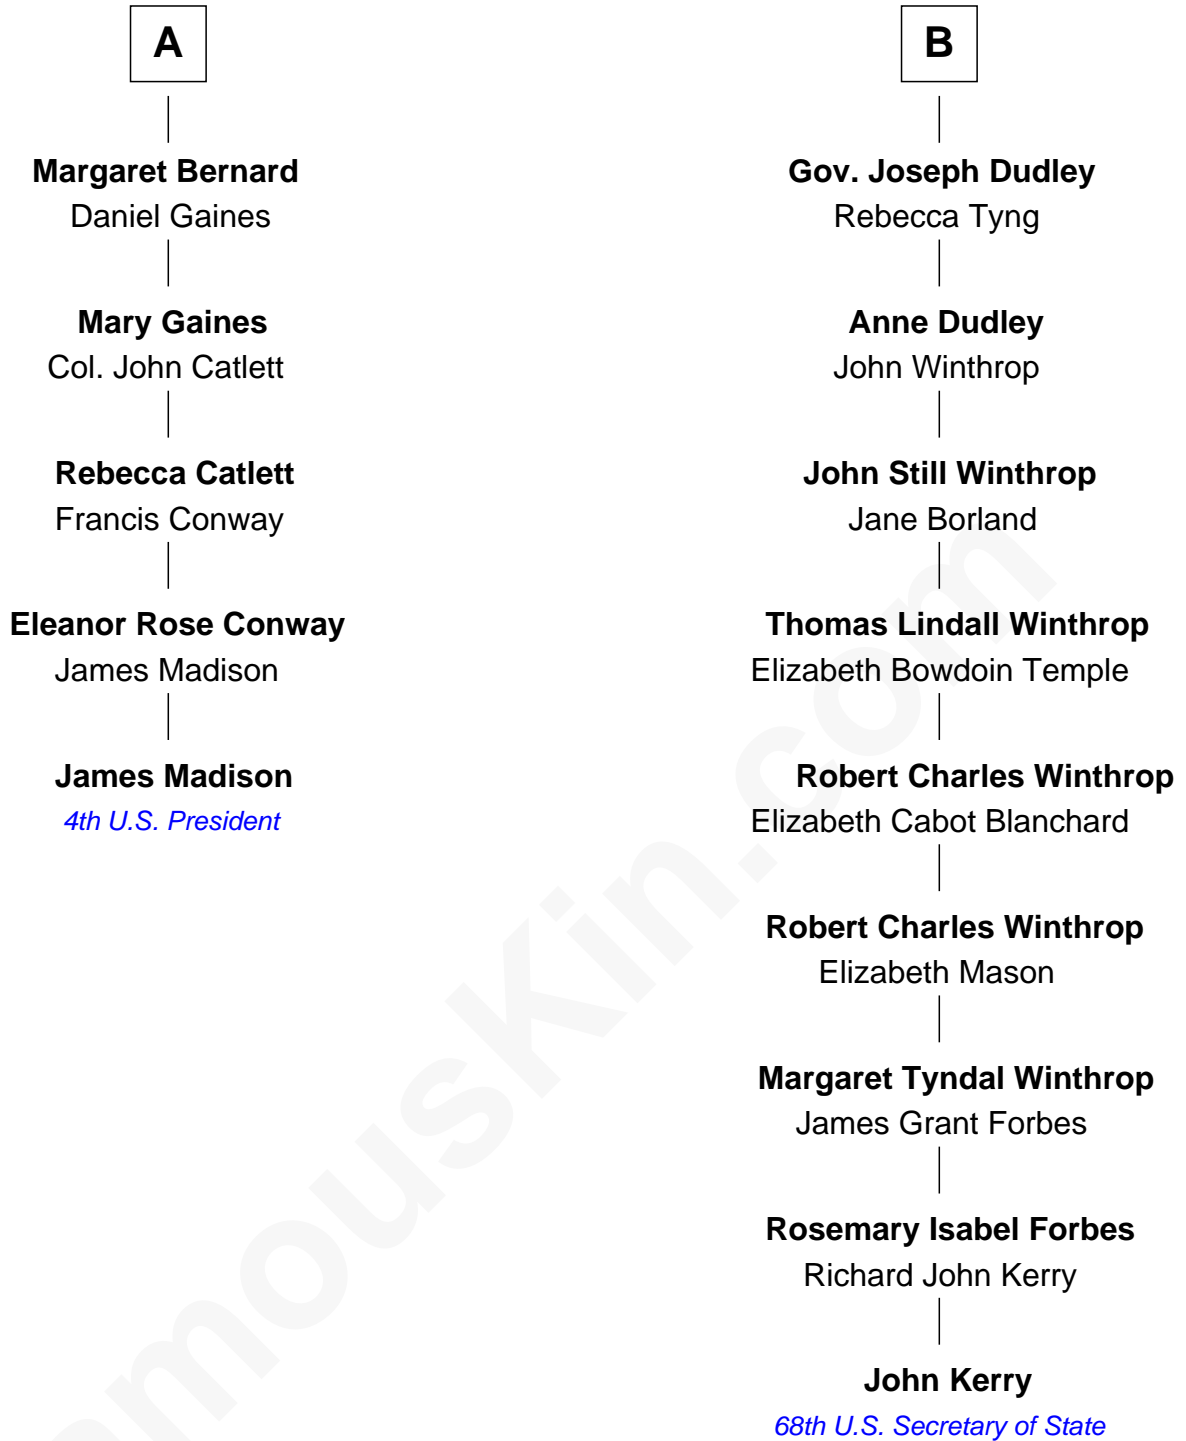 A
Margaret Bernard
Daniel Gaines
Mary Gaines
Col. John Catlett
Rebecca Catlett
Francis Conway
Eleanor Rose Conway
James Madison
James Madison
4th U.S. President
B
Gov. Joseph Dudley
Rebecca Tyng
Anne Dudley
John Winthrop
John Still Winthrop
Jane Borland
Thomas Lindall Winthrop
Elizabeth Bowdoin Temple
Robert Charles Winthrop
Elizabeth Cabot Blanchard
Robert Charles Winthrop
Elizabeth Mason
Margaret Tyndal Winthrop
James Grant Forbes
Rosemary Isabel Forbes
Richard John Kerry
John Kerry
68th U.S. Secretary of State
amousKin.com